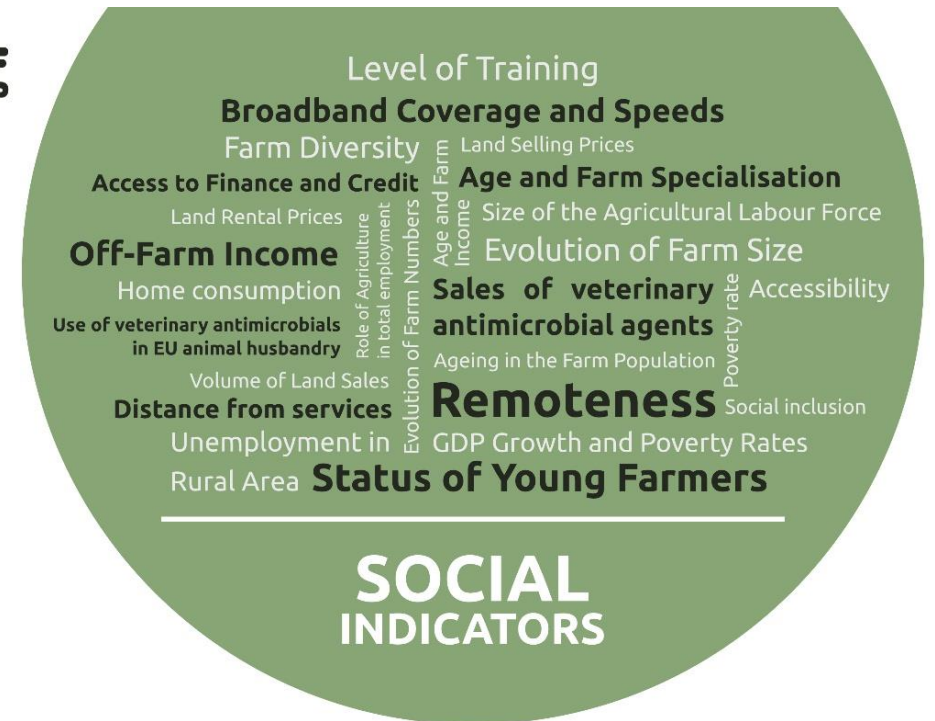 Level of Training
Broadband Coverage and Speeds
Farm Diversity
Land Selling Prices
Access to Finance and Credit
Age and Farm
Income
Age and Farm Specialisation
Land Rental Prices
Size of the Agricultural Labour Force
Off-Farm Income
Role of Agriculture
in total employment
Evolution of Farm Numbers
Evolution of Farm Size
Home consumption
Sales of veterinary
antimicrobial agents
Poverty rate
Accessibility
Use of veterinary antimicrobials
in EU animal husbandry
Ageing in the Farm Population
Volume of Land Sales
Distance from services
Remoteness
Social inclusion
Unemployment in
Rural Area
GDP Growth and Poverty Rates
Status of Young Farmers
SOCIAL
INDICATORS